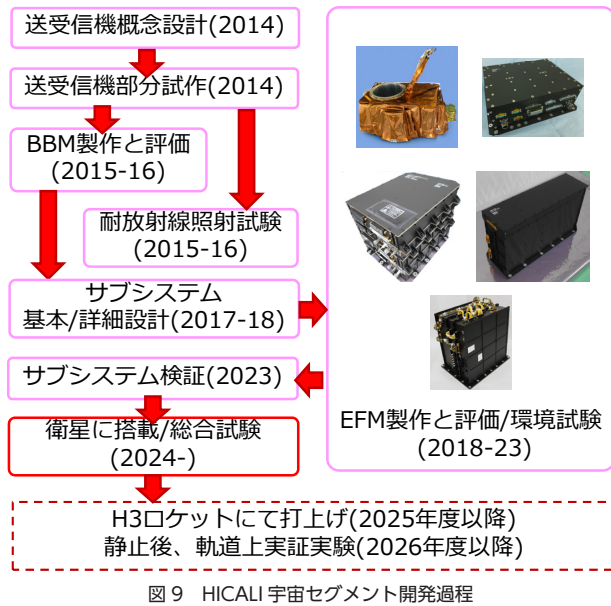 送受信機概念設計(2014)
送受信機部分試作(2014)
BBM製作と評価
(2015-16)
耐放射線照射試験
(2015-16)
サブシステム
基本/詳細設計(2017-18)
EFM製作と評価/環境試験
(2018-23)
サブシステム検証(2023)
衛星に搭載/総合試験
(2024-)
H3ロケットにて打上げ(2025年度以降)
静止後、軌道上実証実験(2026年度以降)
図 9 HICALI 宇宙セグメント開発過程